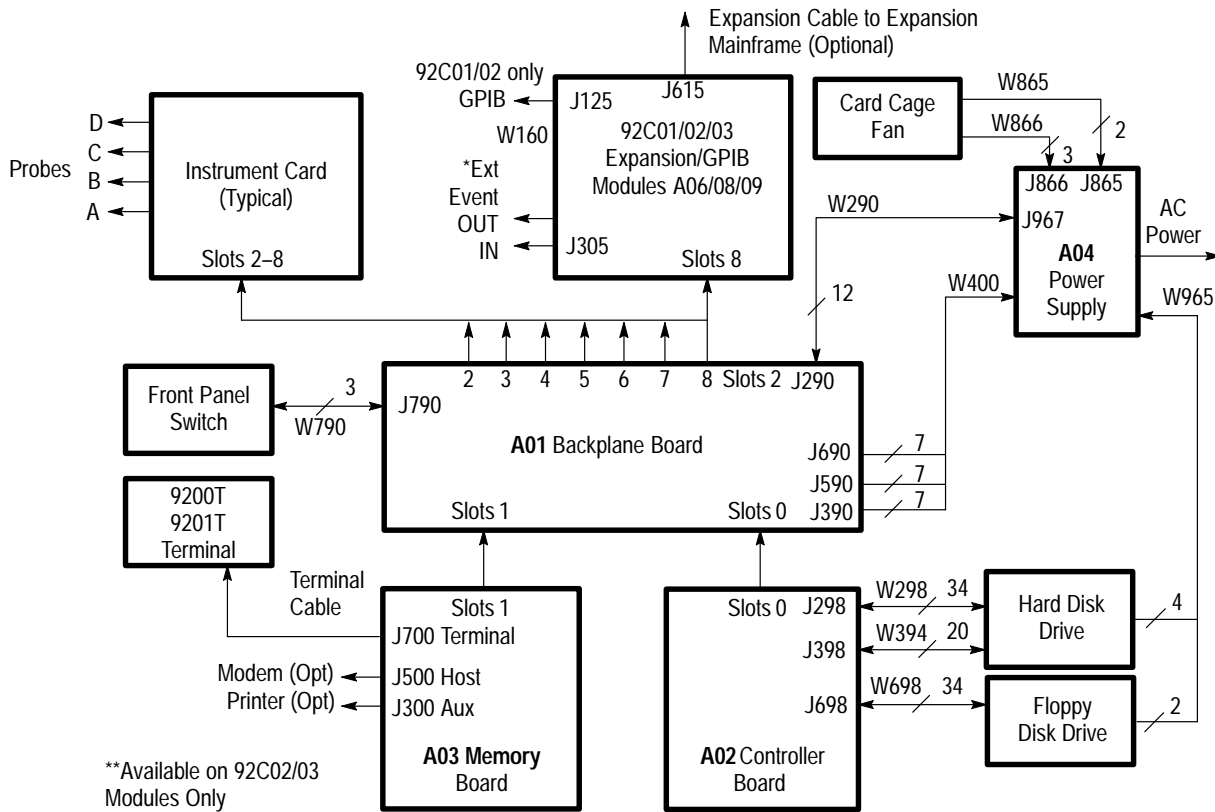 Expansion Cable to Expansion
Mainframe (Optional)
92C01/02 only
GPIB
J125
J615
W160
92C01/02/03
Expansion/GPIB
Modules A06/08/09
*Ext
Event
OUT
IN
J305
Slots 8
Probes
D
C
B
A
Instrument Card
(Typical)
Slots 2–8
Card Cage
Fan
W865
W866
2
3
J866
J865
J967
A04
Power
Supply
AC
Power
W290
12
W400
W965
2
3
4
5
6
7
8
Slots 2
J290
Front Panel
Switch
3
W790
J790
A01 Backplane Board
J690
7
J590
7
J390
7
Slots 1
Slots 0
9200T
9201T
Terminal
Terminal
Cable
Slots 1
J700 Terminal
Modem (Opt)
J500 Host
Printer (Opt)
J300 Aux
A03 Memory
Board
Slots 0
J298
W298
34
J398
W394
20
J698
W698
34
A02 Controller
Board
Hard Disk
Drive
4
Floppy
Disk Drive
2
**Available on 92C02/03
Modules Only